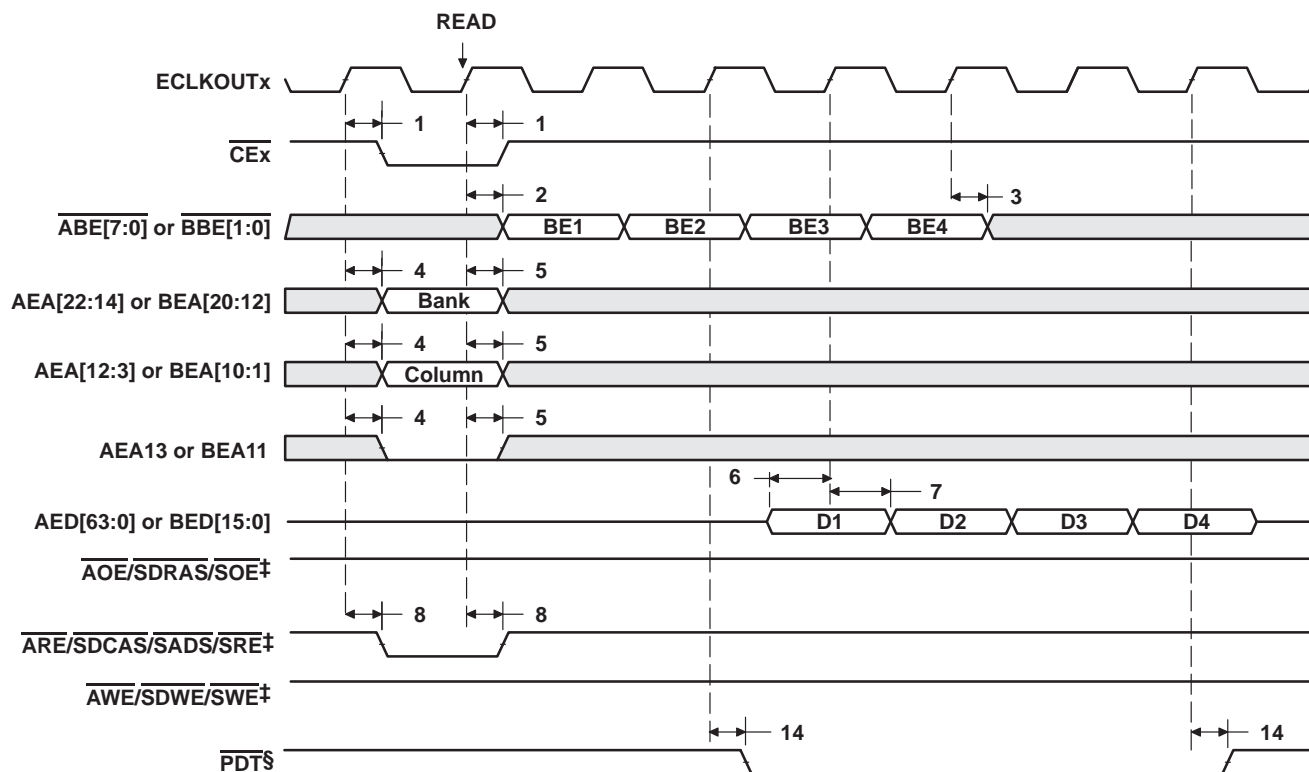 READ
ECLKOUTx
1 1
CEx
2 3
ABE[7:0] or BBE[1:0] BE1 BE2 BE3 BE4
4 5
AEA[22:14] or BEA[20:12] Bank
4 5
AEA[12:3] or BEA[10:1] Column
4 5
AEA13 or BEA11
6 7
AED[63:0] or BED[15:0] D1 D2 D3 D4
AOE/SDRAS/SOE‡
8 8
ARE/SDCAS/SADS/SRE‡
AWE/SDWE/SWE‡
14 14
PDT§